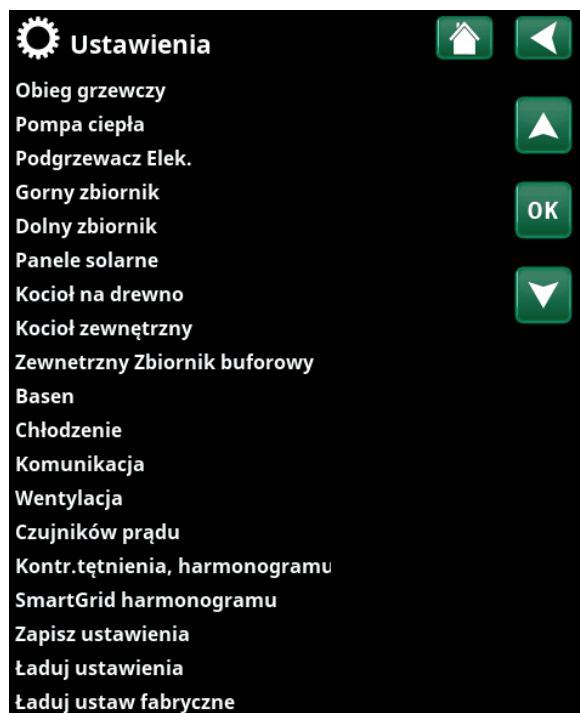 Ustawienia
Obieg grzewczy
Pompa ciepła
Podgrzewacz Elek.
Gorny zbiornik
OK
Dolny zbiornik
Panele solarne
Kocioł na drewno
Kocioł zewnętrzny
Zewnetrzny Zbiornik buforowy
Basen
Chłodzenie
Komunikacja
Wentylacja
Czujników prądu
Kontr.tętnienia, harmonogramu
SmartGrid harmonogramu
Zapisz ustawienia
Ładuj ustawienia
Ładuj ustaw fabryczne